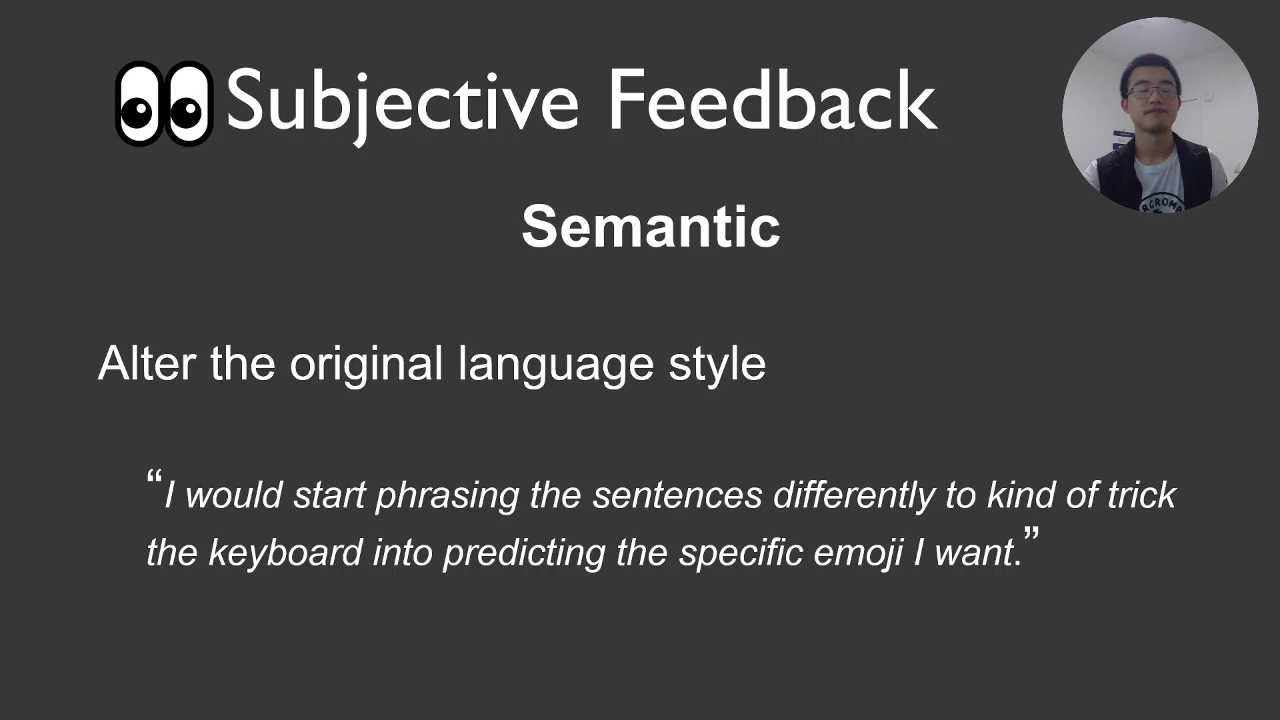 👀Subjective Feedback
Semantic
Alter the original language style
“I would start phrasing the sentences differently to kind of trick
the keyboard into predicting the specific emoji I want.”